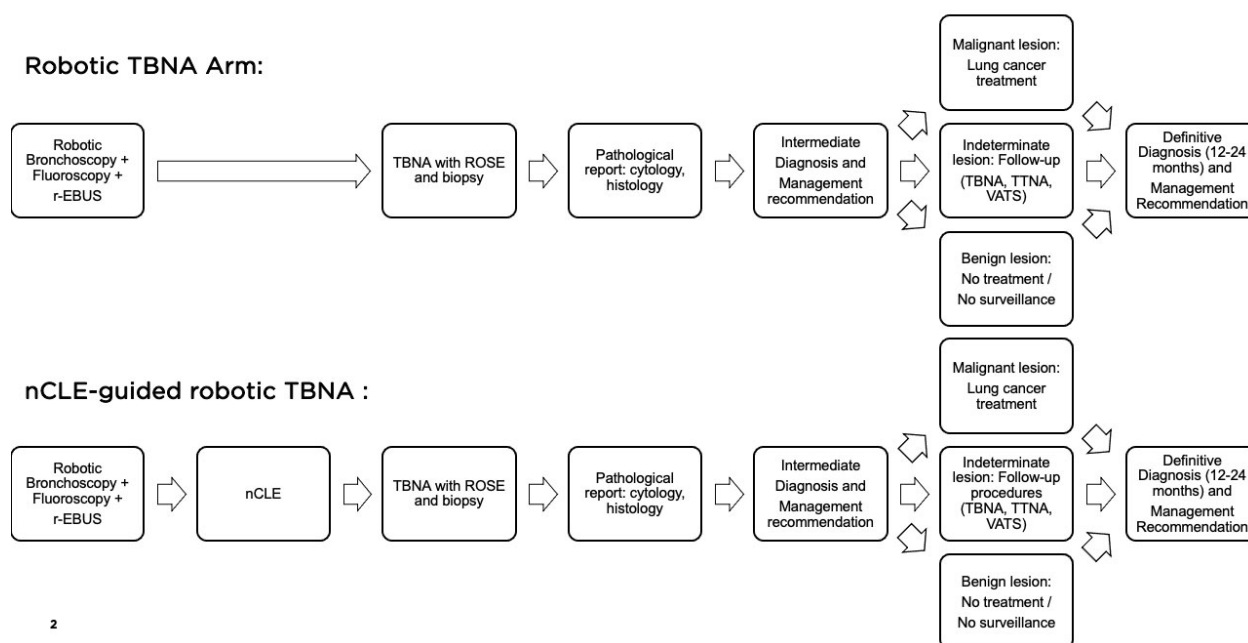 Robotic TBNA Arm:
Robotic
Bronchoscopy +
Fluoroscopy +
r-EBUS
TBNA with ROSE
and biopsy
Pathological
report: cytology,
histology
Intermediate
Diagnosis and
Management
recommendation
Malignant lesion:
Lung cancer
treatment
Indeterminate
lesion: Follow-up
(TBNA, TTNA,
VATS)
Benign lesion:
No treatment /
No surveillance
Definitive
Diagnosis (12-24
months) and
Management
Recommendation
nCLE-guided robotic TBNA :
Robotic
Bronchoscopy +
Fluoroscopy +
r-EBUS
nCLE
TBNA with ROSE
and biopsy
Pathological
report: cytology,
histology
Intermediate
Diagnosis and
Management
recommendation
Malignant lesion:
Lung cancer
treatment
Indeterminate
lesion: Follow-up
procedures
(TBNA, TTNA,
VATS)
Benign lesion:
No treatment /
No surveillance
Definitive
Diagnosis (12-24
months) and
Management
Recommendation
2